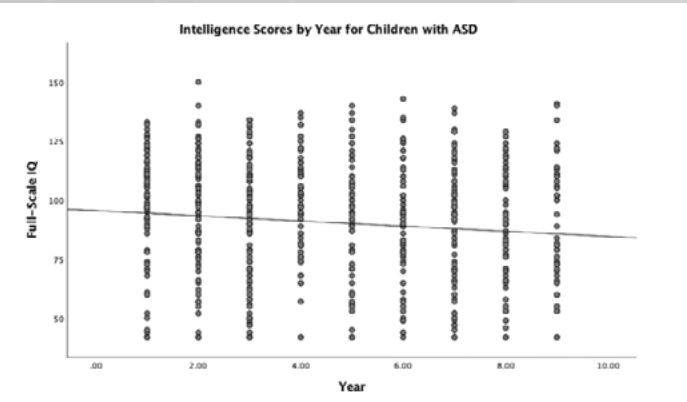 Intelligence Scores by Year for Children with ASD
150
125
100
75
50
Full-Scale IQ
.00 2.00 4.00 6.00 8.00 10.00
Year